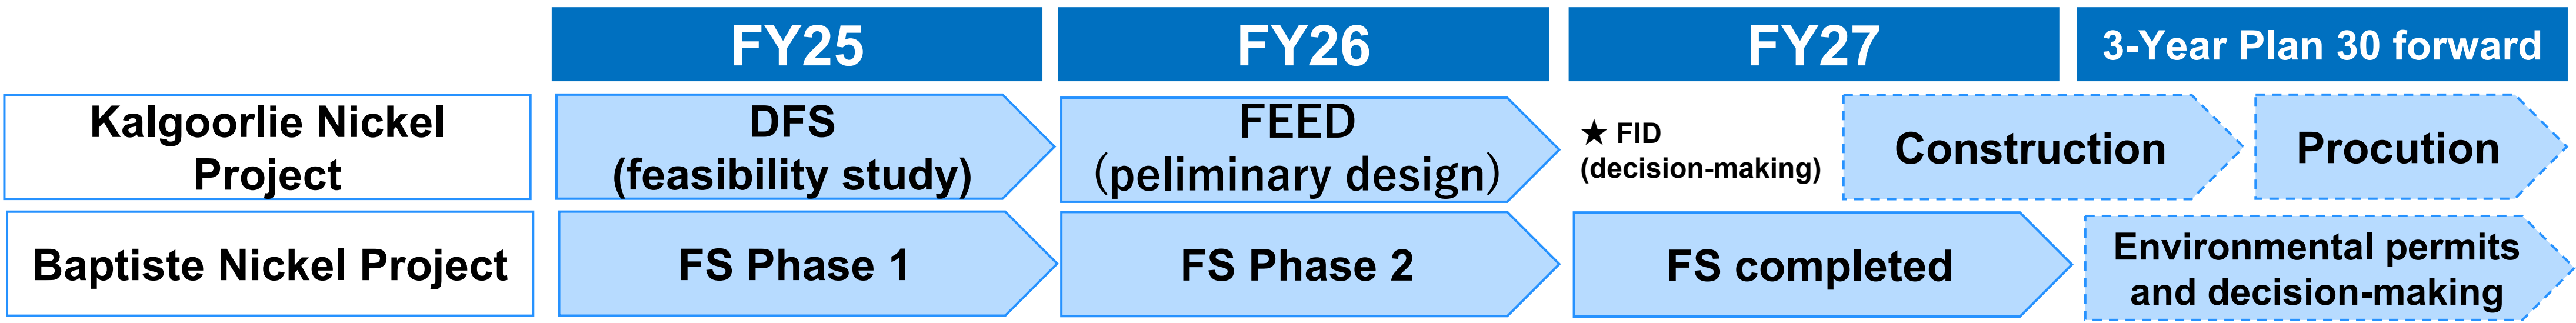 FY25
FY26
FY27
3-Year Plan 30 forward
Kalgoorlie Nickel
Project
DFS
(feasibility study)
FEED
(peliminary design)
★ FID
(decision-making)
Construction
Procution
Baptiste Nickel Project
FS Phase 1
FS Phase 2
FS completed
Environmental permits
and decision-making